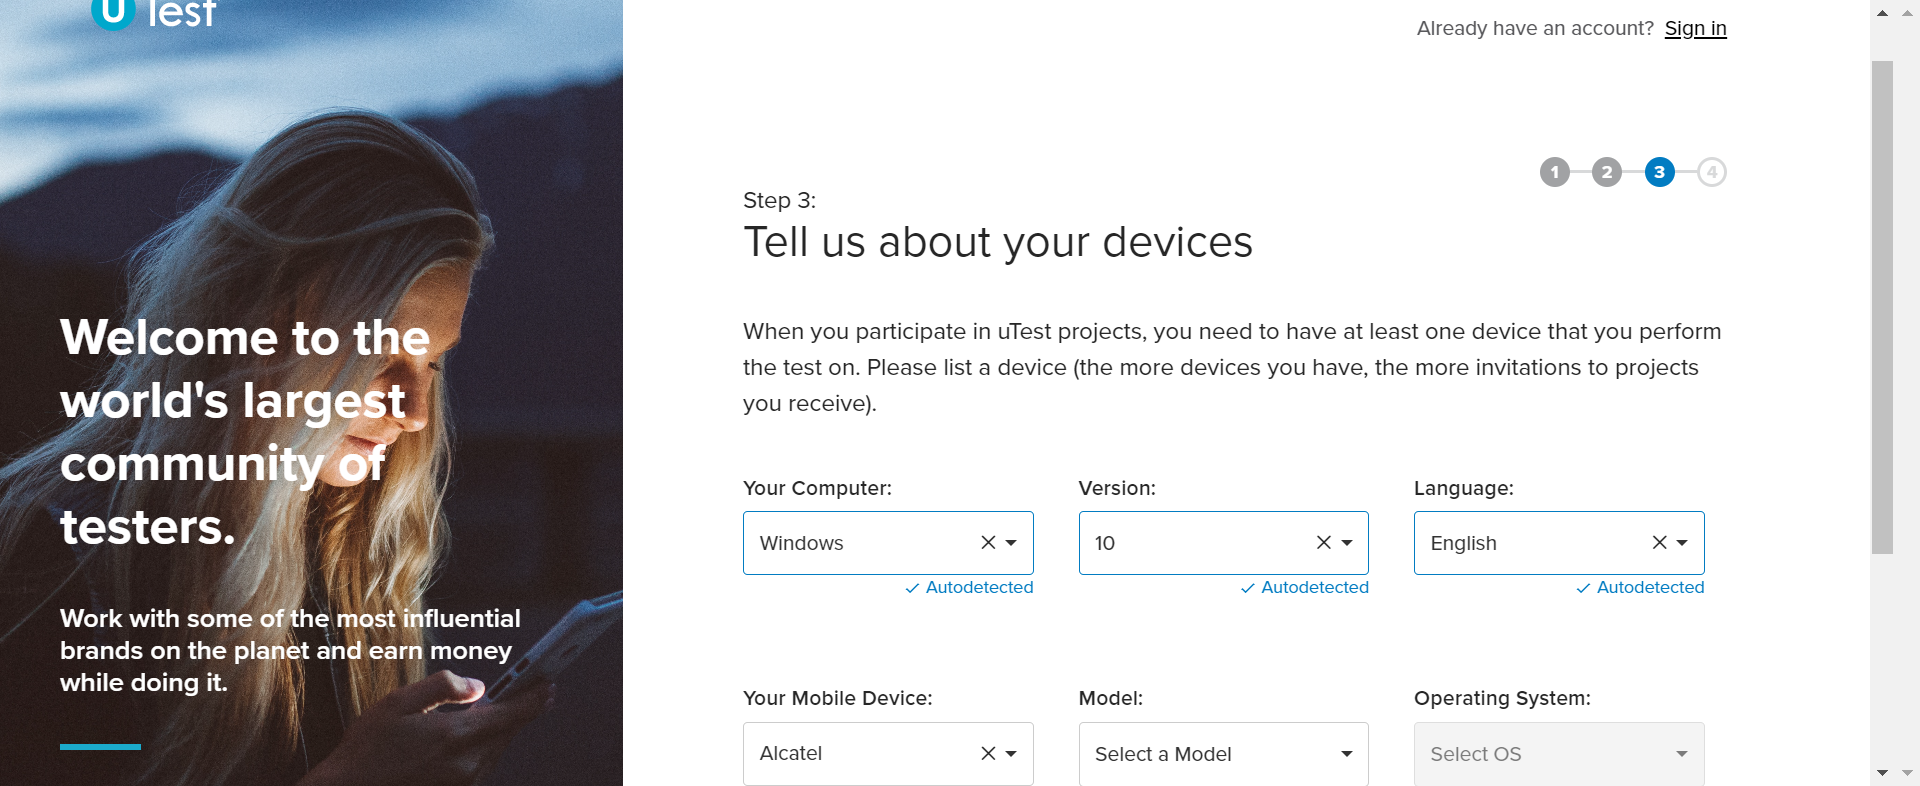 uTest
Already have an account? Sign in
1 2 3 4
Step 3:
Tell us about your devices
When you participate in uTest projects, you need to have at least one device that you perform
the test on. Please list a device (the more devices you have, the more invitations to projects
you receive).
Your Computer: Version: Language:
Windows 10 English
Autodetected Autodetected Autodetected
Your Mobile Device: Model: Operating System:
Alcatel Select a Model Select OS
Welcome to the
world's largest
community of
testers.
Work with some of the most influential
brands on the planet and earn money
while doing it.